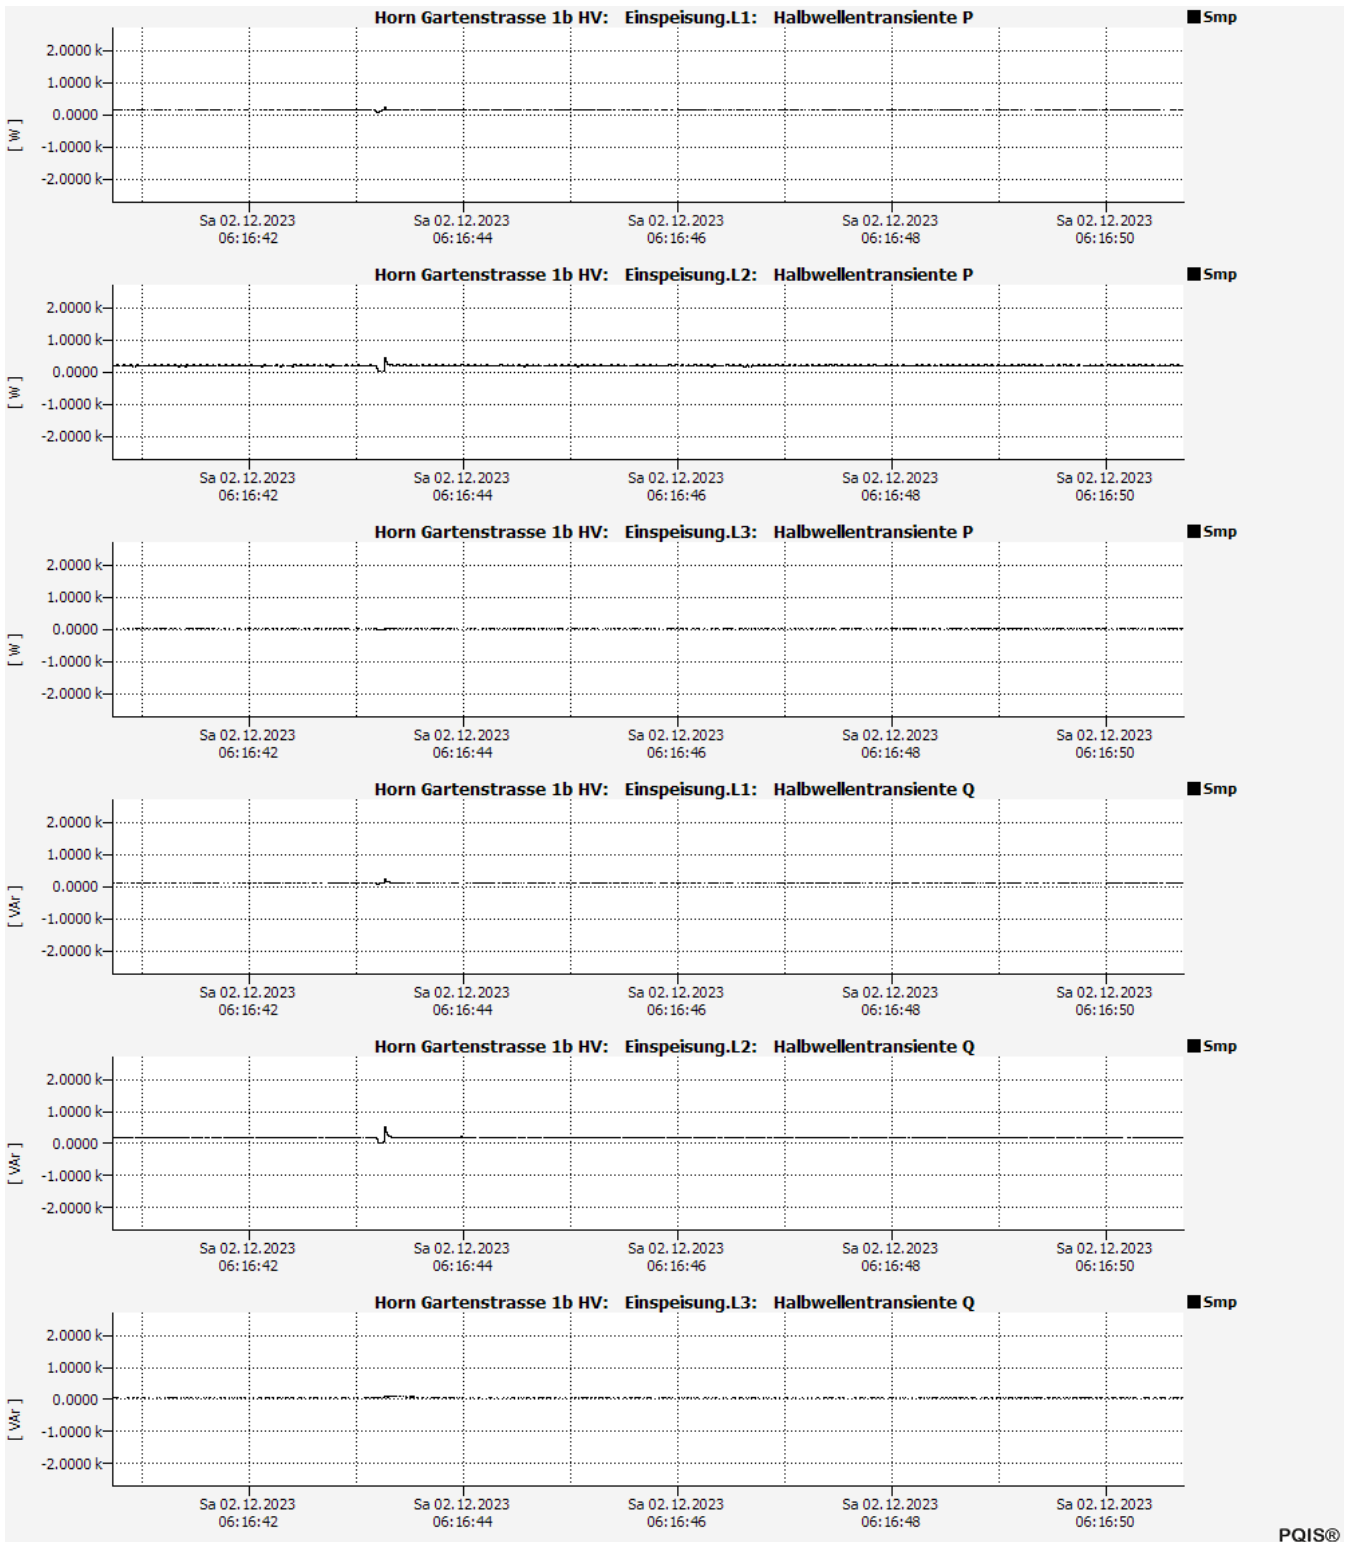 Horn Gartenstrasse 1b HV: Einspeisung.L1: Halbwellentransiente P
Smp
2.0000 k
1.0000 k
0.0000
-1.0000 k
-2.0000 k
[ W ]
Sa 02.12.2023 Sa 02.12.2023 Sa 02.12.2023 Sa 02.12.2023 Sa 02.12.2023
06:16:42 06:16:44 06:16:46 06:16:48 06:16:50
Horn Gartenstrasse 1b HV: Einspeisung.L2: Halbwellentransiente P
Smp
2.0000 k
1.0000 k
0.0000
-1.0000 k
-2.0000 k
[ W ]
Sa 02.12.2023 Sa 02.12.2023 Sa 02.12.2023 Sa 02.12.2023 Sa 02.12.2023
06:16:42 06:16:44 06:16:46 06:16:48 06:16:50
Horn Gartenstrasse 1b HV: Einspeisung.L3: Halbwellentransiente P
Smp
2.0000 k
1.0000 k
0.0000
-1.0000 k
-2.0000 k
[ W ]
Sa 02.12.2023 Sa 02.12.2023 Sa 02.12.2023 Sa 02.12.2023 Sa 02.12.2023
06:16:42 06:16:44 06:16:46 06:16:48 06:16:50
Horn Gartenstrasse 1b HV: Einspeisung.L1: Halbwellentransiente Q
Smp
2.0000 k
1.0000 k
0.0000
-1.0000 k
-2.0000 k
[ VAr ]
Sa 02.12.2023 Sa 02.12.2023 Sa 02.12.2023 Sa 02.12.2023 Sa 02.12.2023
06:16:42 06:16:44 06:16:46 06:16:48 06:16:50
Horn Gartenstrasse 1b HV: Einspeisung.L2: Halbwellentransiente Q
Smp
2.0000 k
1.0000 k
0.0000
-1.0000 k
-2.0000 k
[ VAr ]
Sa 02.12.2023 Sa 02.12.2023 Sa 02.12.2023 Sa 02.12.2023 Sa 02.12.2023
06:16:42 06:16:44 06:16:46 06:16:48 06:16:50
Horn Gartenstrasse 1b HV: Einspeisung.L3: Halbwellentransiente Q
Smp
2.0000 k
1.0000 k
0.0000
-1.0000 k
-2.0000 k
[ VAr ]
Sa 02.12.2023 Sa 02.12.2023 Sa 02.12.2023 Sa 02.12.2023 Sa 02.12.2023
06:16:42 06:16:44 06:16:46 06:16:48 06:16:50
PQIS®